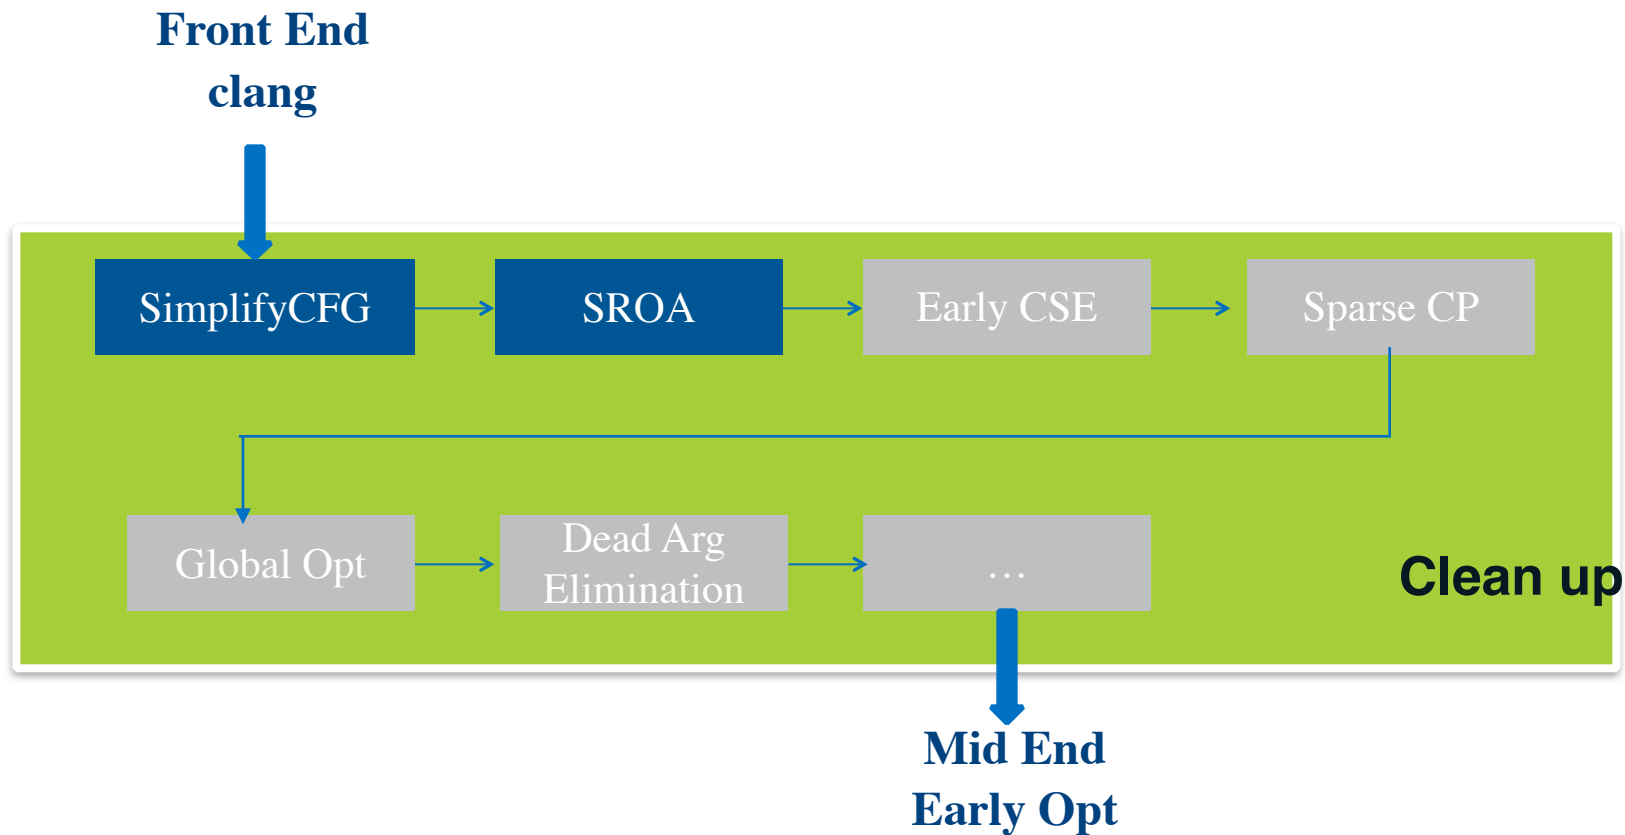 Front End
clang
SimplifyCFG
SROA
Early CSE
Sparse CP
Global Opt
Dead Arg
Elimination
…
Clean up
Mid End
Early Opt